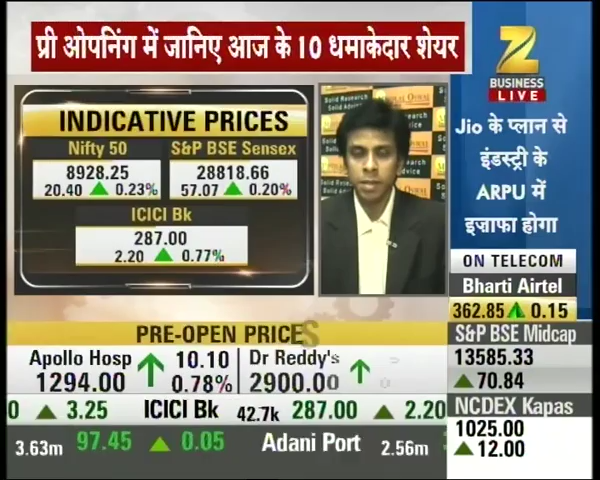 प्री ओपनिंग में जानिए आज के 10 धमाकेदार शेयर
Z
BUSINESS
LIVE
INDICATIVE PRICES
Nifty 50
8928.25
20.40 ▲ 0.23%
S&P BSE Sensex
28818.66
57.07 ▲ 0.20%
ICICI Bk
287.00
2.20 ▲ 0.77%
Solid Research
Solid Advice
Jio के प्लान से
इंडस्ट्री के
ARPU में
इज़ाफा होगा
ON TELECOM
Bharti Airtel
362.85 ▲ 0.15
S&P BSE Midcap
13585.33
▲ 70.84
NCDEX Kapas
1025.00
▲ 12.00
PRE-OPEN PRICES
Apollo Hosp
1294.00
10.10
0.78%
Dr Reddy's
2900.00
0 ▲ 3.25 ICICI Bk 42.7k 287.00 ▲ 2.20
3.63m 97.45 ▲ 0.05 Adani Port 2.56m